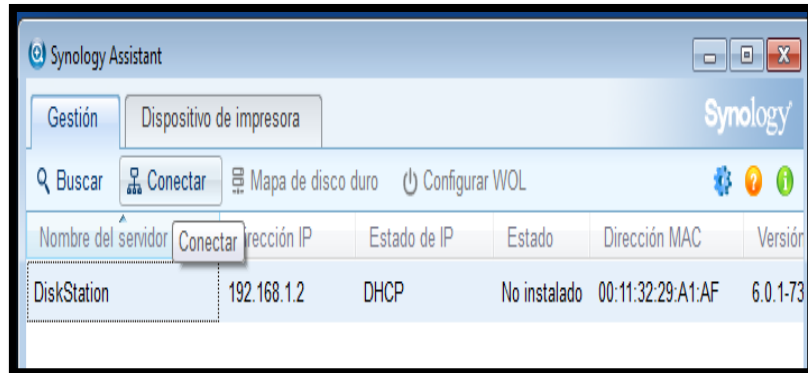 Synology Assistant
Gestión Dispositivo de impresora Synology
Buscar Conectar Mapa de disco duro Configurar WOL
Nombre del servidor Conectar Dirección IP Estado de IP Estado Dirección MAC Versión
DiskStation 192.168.1.2 DHCP No instalado 00:11:32:29:A1:AF 6.0.1-73